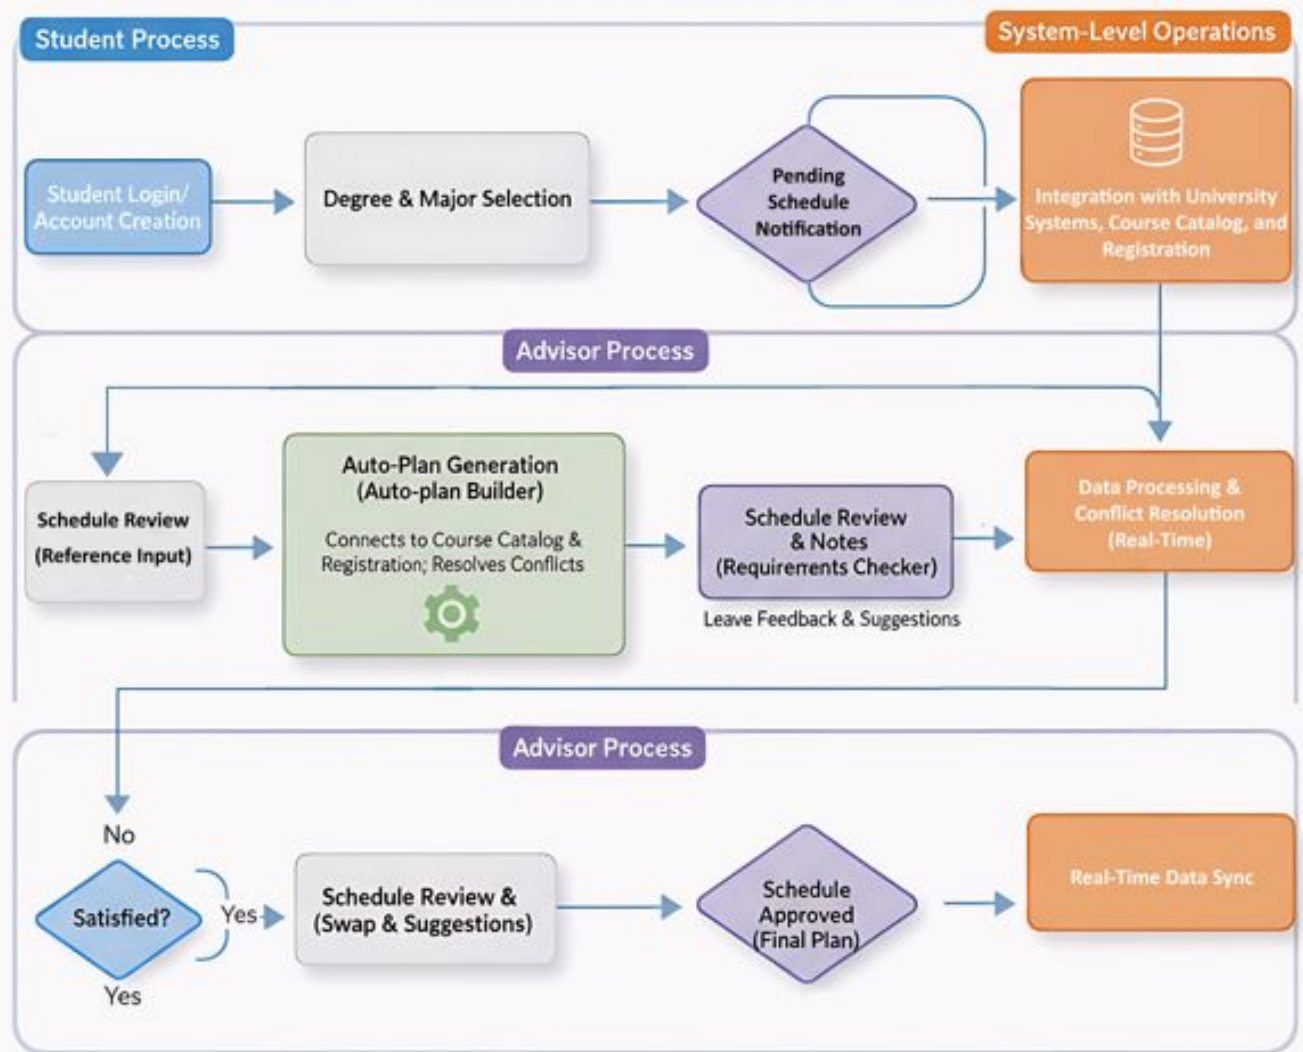 Student Process
System-Level Operations
Student Login/
Account Creation
Degree & Major Selection
Pending
Schedule
Notification
Integration with University
Systems, Course Catalog, and
Registration
Advisor Process
Schedule Review
(Reference Input)
Auto-Plan Generation
(Auto-plan Builder)
Connects to Course Catalog &
Registration; Resolves Conflicts
Schedule Review
& Notes
(Requirements Checker)
Leave Feedback & Suggestions
Data Processing &
Conflict Resolution
(Real-Time)
Advisor Process
No
Satisfied?
Yes
Yes
Schedule Review &
(Swap & Suggestions)
Schedule
Approved
(Final Plan)
Real-Time Data Sync